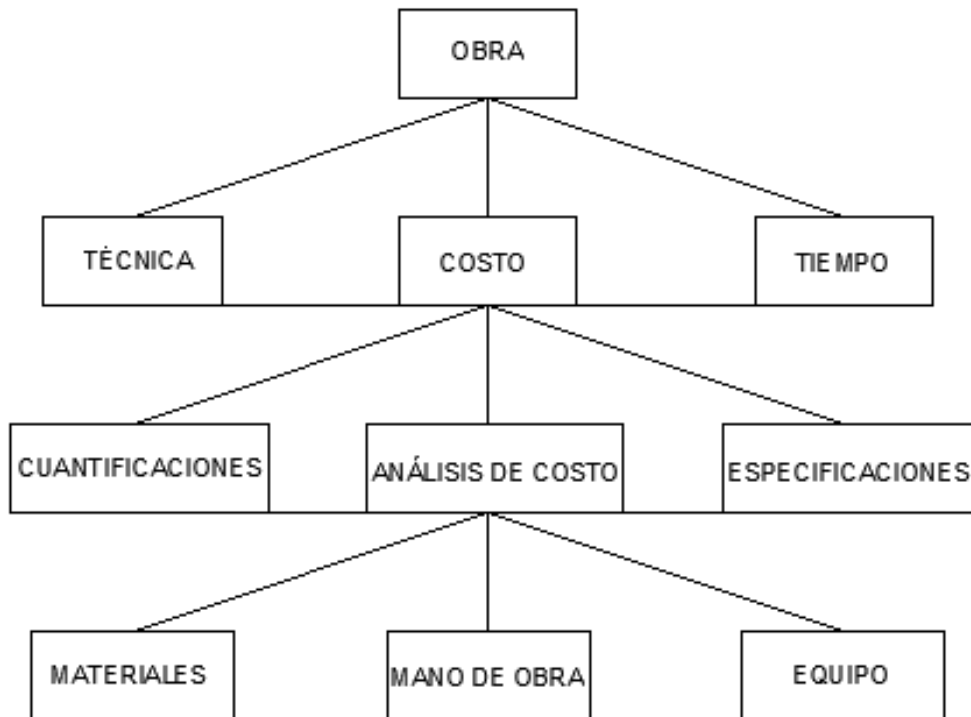 OBRA
TÉCNICA
COSTO
TIEMPO
CUANTIFICACIONES
ANÁLISIS DE COSTO
ESPECIFICACIONES
MATERIALES
MANO DE OBRA
EQUIPO